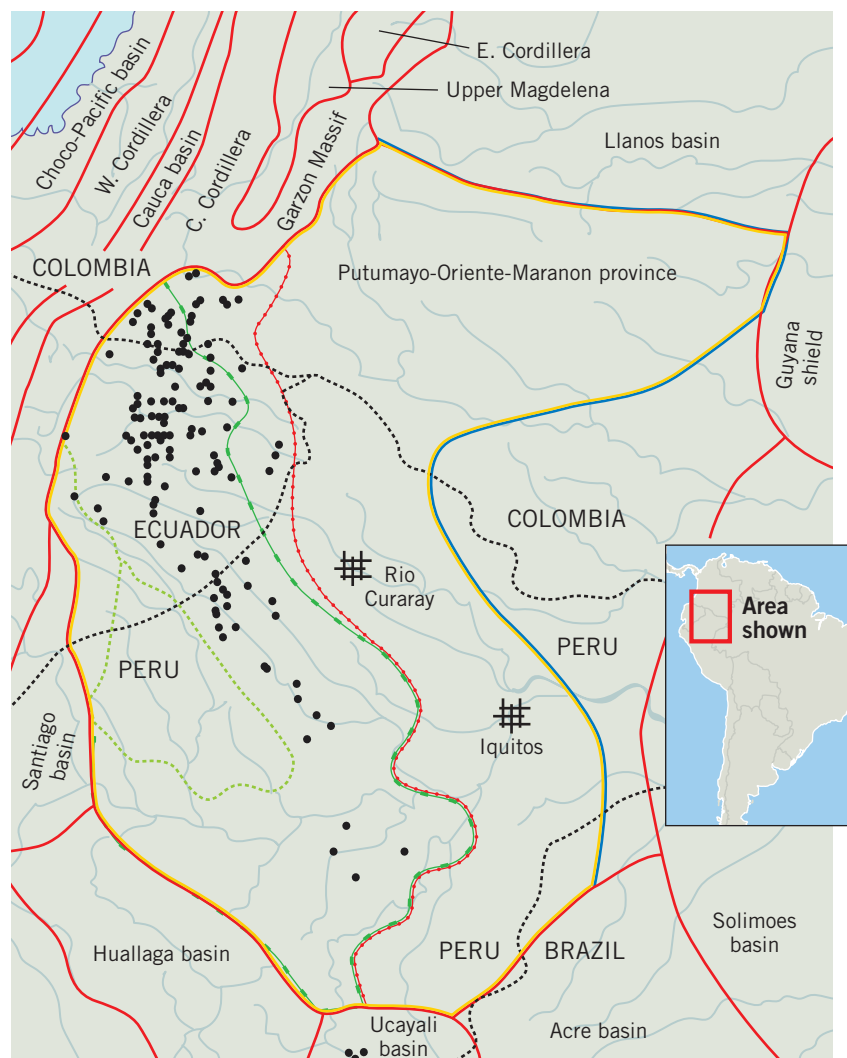 E. Cordillera
Upper Magdelena
Choco-Pacific basin
W. Cordillera
Cauca basin
C. Cordillera
Garzon Massif
Llanos basin
COLOMBIA
Putumayo-Oriente-Maranon province
Guyana
shield
ECUADOR
COLOMBIA
Rio
Curaray
Area
shown
PERU
PERU
Iquitos
Santiago
basin
Huallaga basin
PERU
BRAZIL
Solimoes
basin
Ucayali
basin
Acre basin